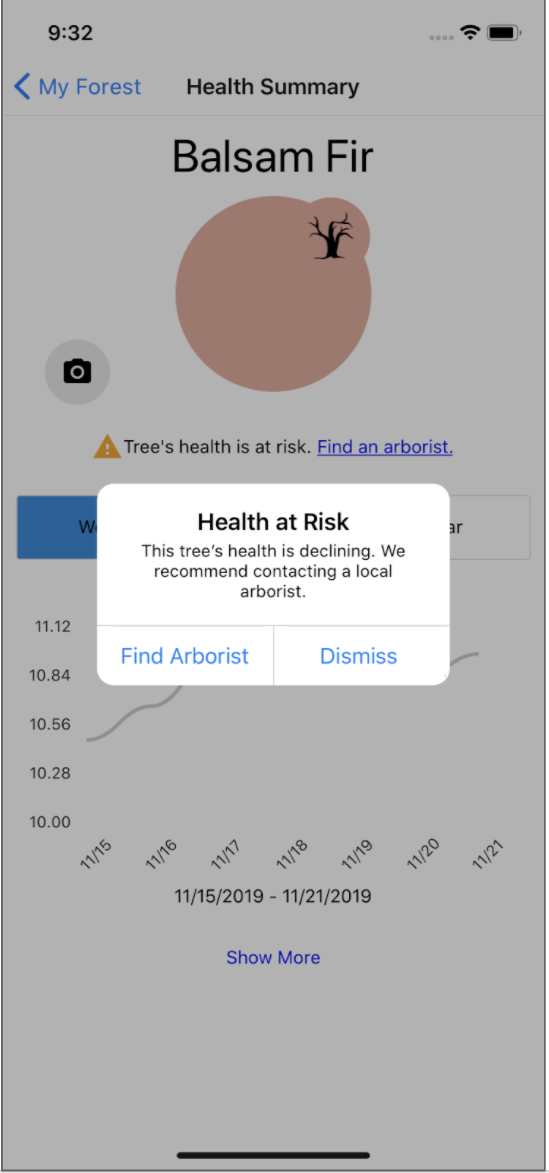 9:32
My Forest Health Summary
Balsam Fir
Tree's health is at risk. Find an arborist.
Health at Risk
This tree's health is declining. We
recommend contacting a local
arborist.
Find Arborist Dismiss
11.12
10.84
10.56
10.28
10.00
11/15 11/16 11/17 11/18 11/19 11/20 11/21
11/15/2019 - 11/21/2019
Show More